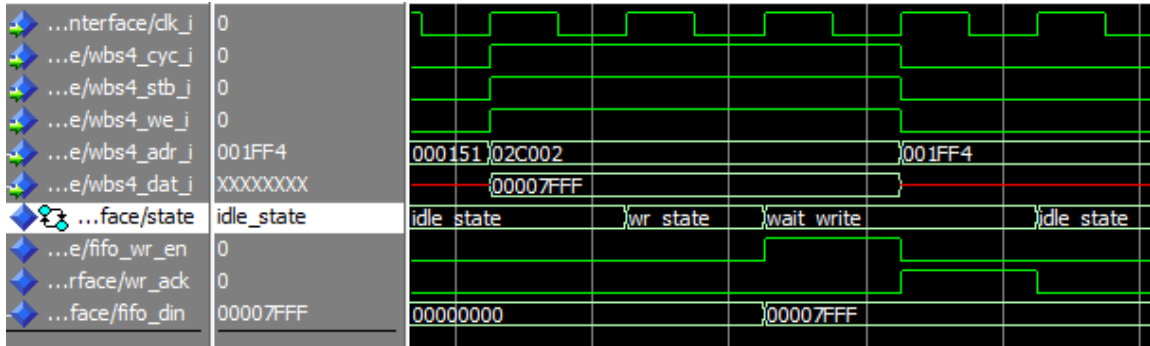 ...nterface/clk_i 0
...e/wbs4_cyc_i 0
...e/wbs4_stb_i 0
...e/wbs4_we_i 0
...e/wbs4_adr_i 001FF4 000151 02C002 001FF4
...e/wbs4_dat_i XXXXXXXX 00007FFF
...face/state idle_state idle_state wr_state wait_write idle_state
...e/fifo_wr_en 0
...rface/wr_ack 0
...face/fifo_din 00007FFF 00000000 00007FFF